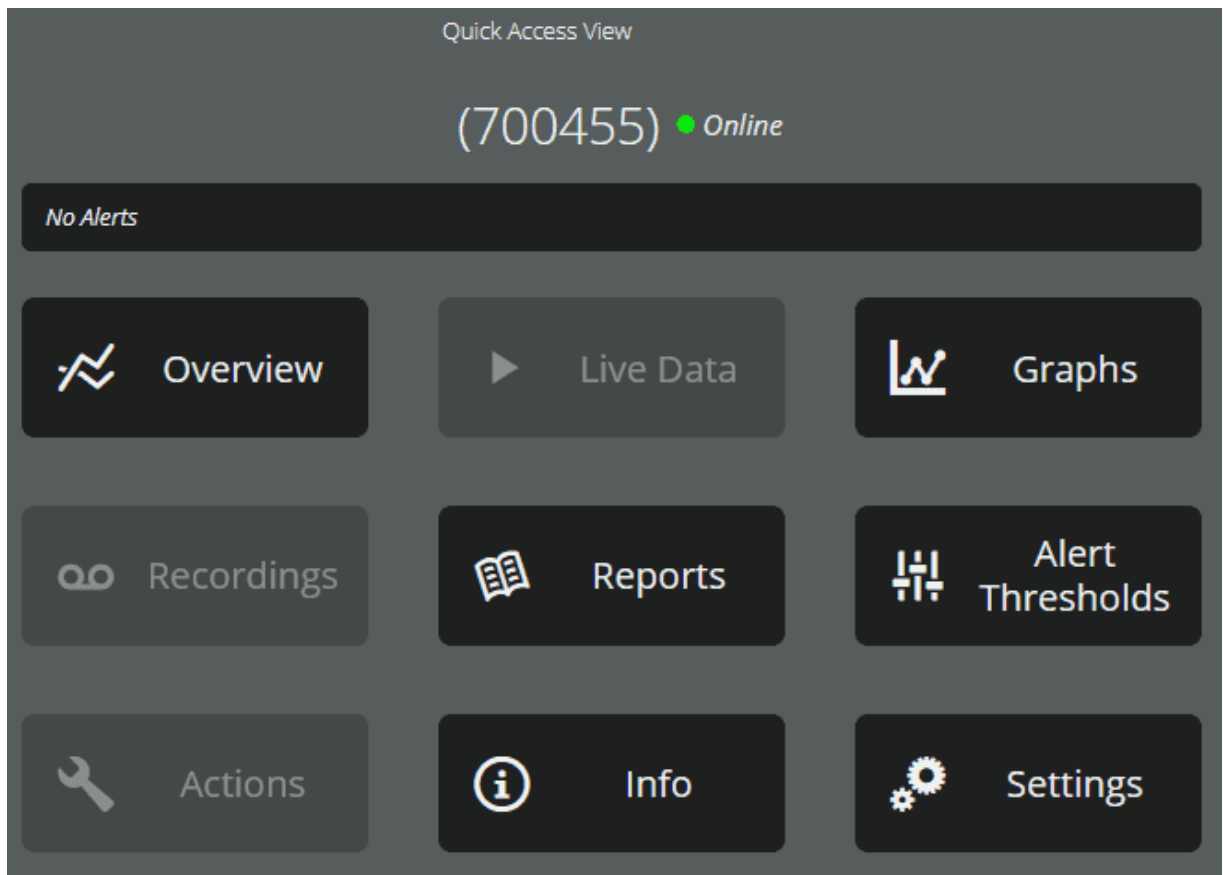 Quick Access View
(700455) Online
No Alerts
Overview
Live Data
Graphs
Recordings
Reports
Alert
Thresholds
Actions
Info
Settings